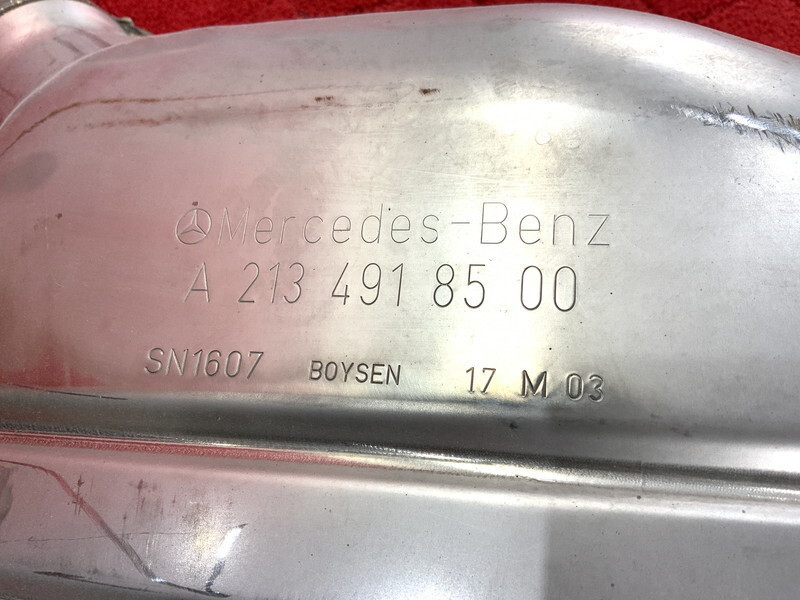 Mercedes-Benz
A 213 491 85 00
SN1607 BOYSEN 17 M 03